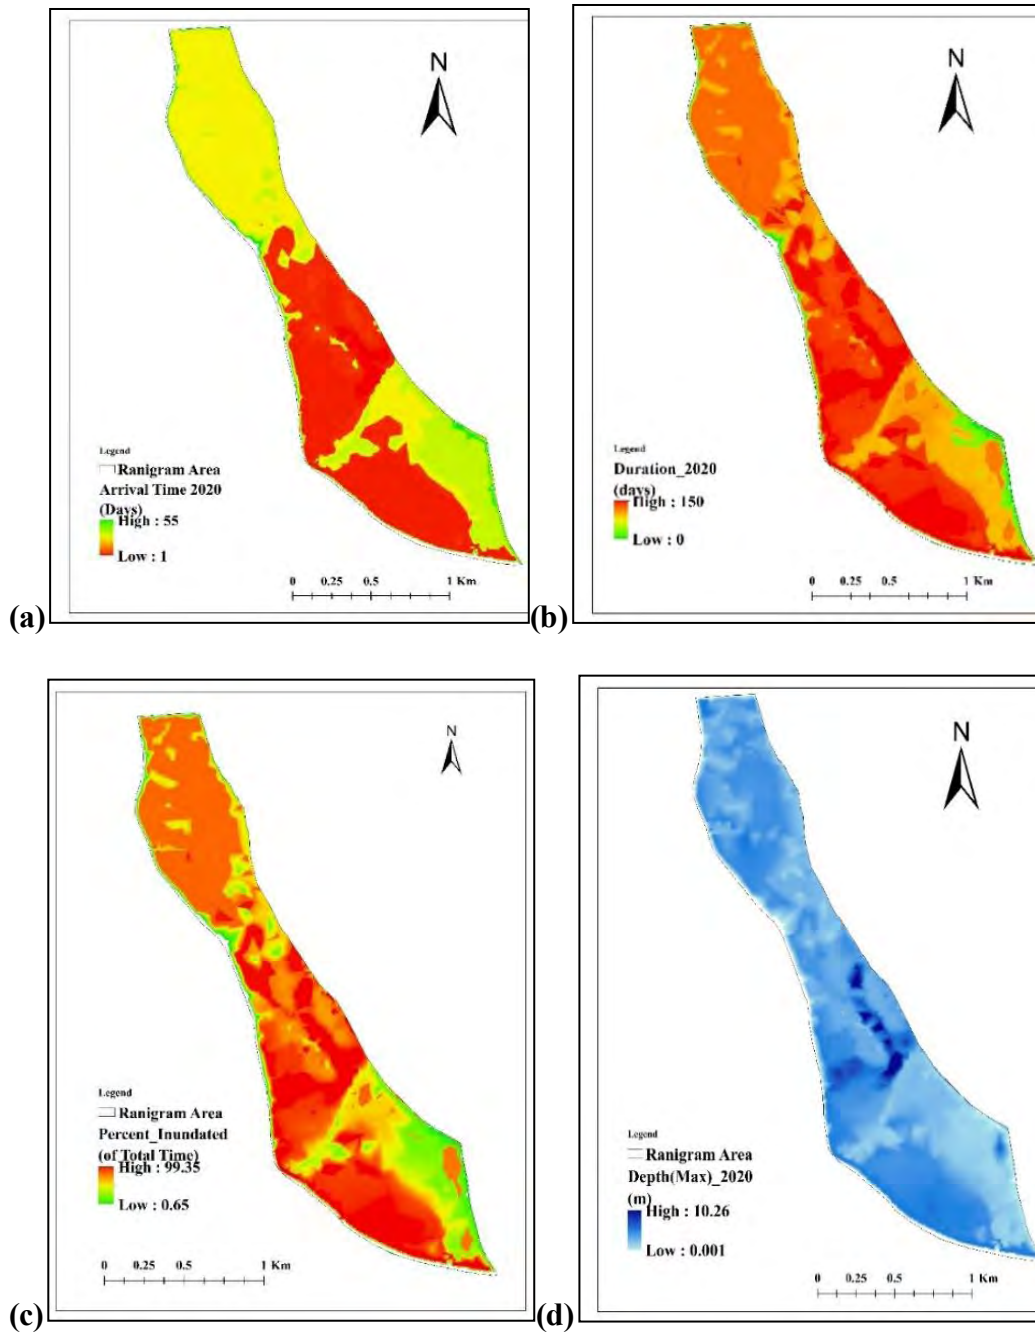 N
Legend
Ranigram Area
Arrival Time 2020
(Days)
High : 55
Low : 1
0 0.25 0.5 1 Km
(a)
N
Legend
Duration_2020
(days)
High : 150
Low : 0
0 0.25 0.5 1 Km
(b)
N
Legend
Ranigram Area
Percent_Inundated
(of Total Time)
High : 99.35
Low : 0.65
0 0.25 0.5 1 Km
(c)
N
Legend
Ranigram Area
Depth(Max)_2020
(m)
High : 10.26
Low : 0.001
0 0.25 0.5 1 Km
(d)